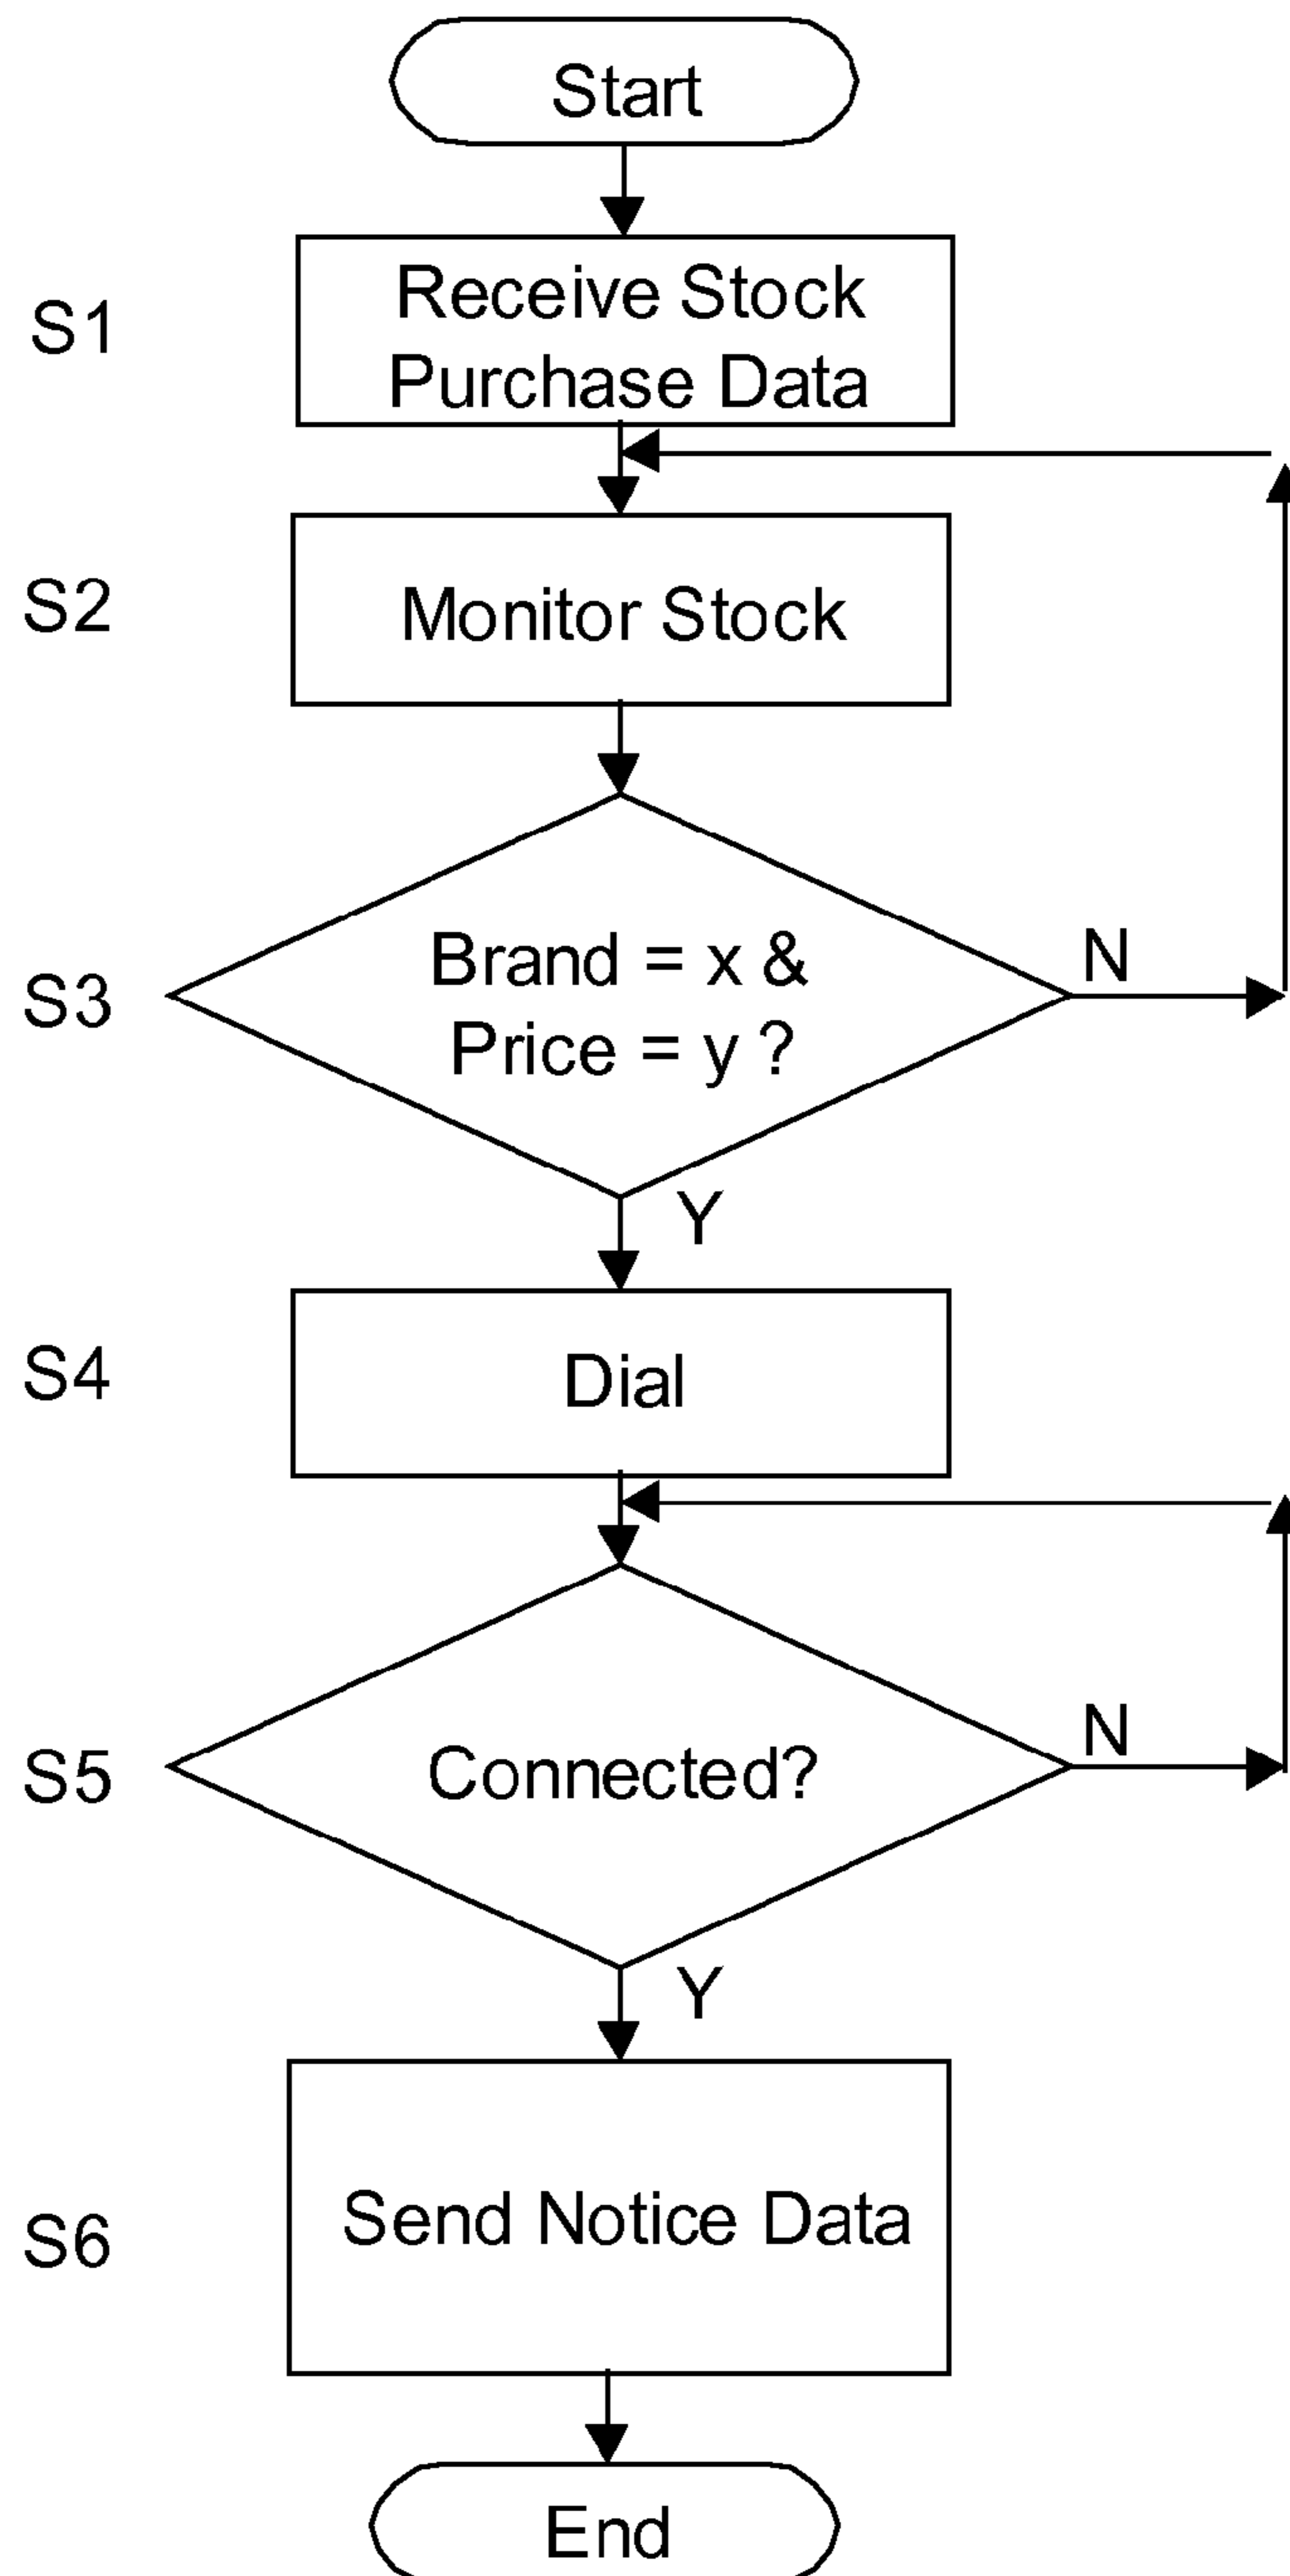 Start
S1
Receive Stock
Purchase Data
S2
Monitor Stock
S3
Brand = x &
Price = y ?
N
Y
S4
Dial
S5
Connected?
N
Y
S6
Send Notice Data
End